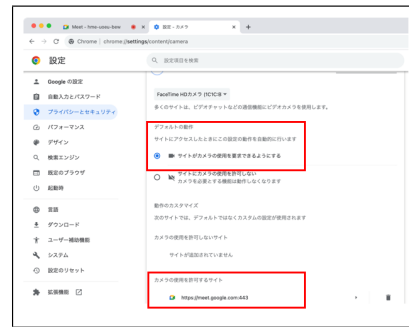 Meet - hme-uoau-bow
設定 - カメラ
Chrome
chrome://settings/content/camera
設定
設定項目を検索
Google の設定
自動入力とパスワード
プライバシーとセキュリティ
パフォーマンス
デザイン
検索エンジン
既定のブラウザ
起動時
言語
ダウンロード
ユーザー補助機能
システム
設定のリセット
拡張機能
FaceTime HDカメラ
多くのサイトは、ビデオチャットなどの通信機能にビデオカメラを使用します。
デフォルトの動作
サイトにアクセスしたときにこの設定の動作を自動的に行います
サイトがカメラの使用を要求できるようにする
サイトにカメラの使用を許可しない
カメラを必要とする機能は動作しなくなります
動作のカスタマイズ
次のサイトでは、デフォルトではなくカスタムの設定が使用されます
カメラの使用を許可しないサイト
サイトが追加されていません
カメラの使用を許可するサイト
https://meet.google.com:443